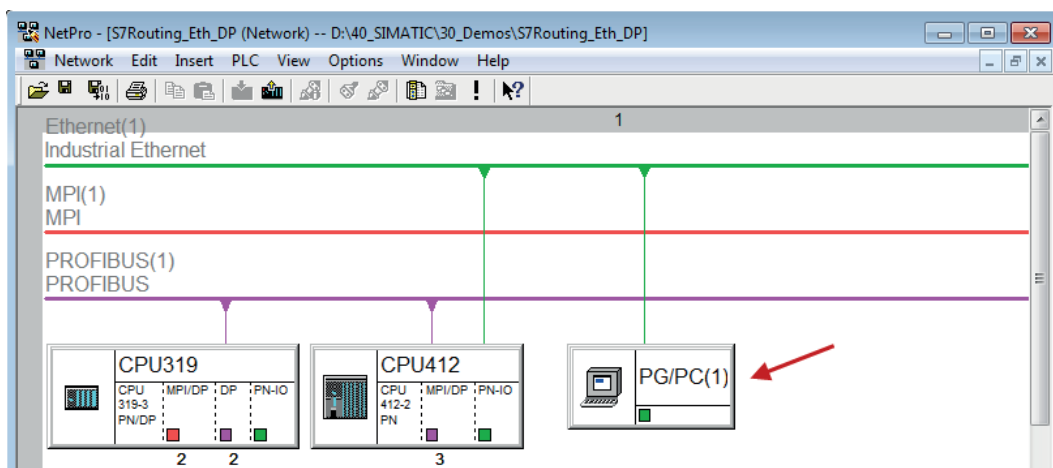 NetPro - [S7Routing_Eth_DP (Network) -- D:\40_SIMATIC\30_Demos\S7Routing_Eth_DP]
Network Edit Insert PLC View Options Window Help
1
Ethernet(1)
Industrial Ethernet
MPI(1)
MPI
PROFIBUS(1)
PROFIBUS
CPU319
CPU 319-3 PN/DP
MPI/DP
DP
PN-IO
2
2
CPU412
CPU 412-2 PN
MPI/DP
PN-IO
3
PG/PC(1)